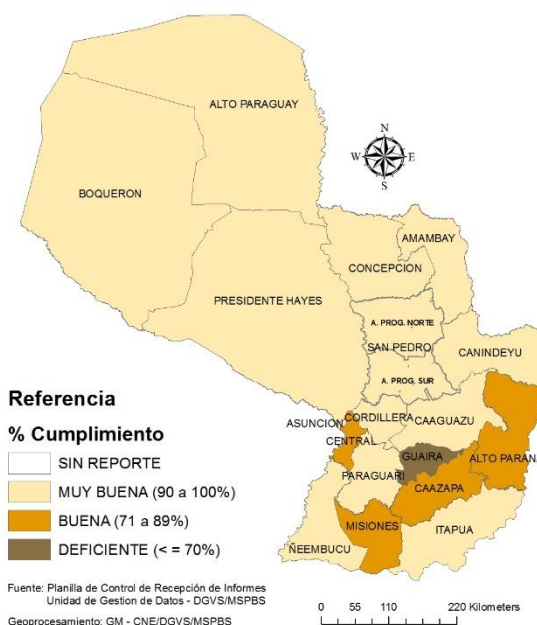 ALTO PARAGUAY
N
W E
S
BOQUERON
AMAMBAY
CONCEPCION
PRESIDENTE HAYES
A. PROG. NORTE
SAN PEDRO
CANINDEYU
A. PROG. SUR
Referencia
% Cumplimiento
SIN REPORTE
MUY BUENA (90 a 100%)
BUENA (71 a 89%)
DEFICIENTE (< = 70%)
ASUNCION
CORDILLERA
CAAGUAZU
CENTRAL
GUAIRA
ALTO PARANA
PARAGUARI
CAAZAPA
MISIONES
ITAPUA
ÑEEMBUCU
Fuente: Planilla de Control de Recepción de Informes
Unidad de Gestion de Datos - DGVS/MSPBS
Geoprocesamiento: GM - CNE/DGVS/MSPBS
0 55 110 220 Kilometers